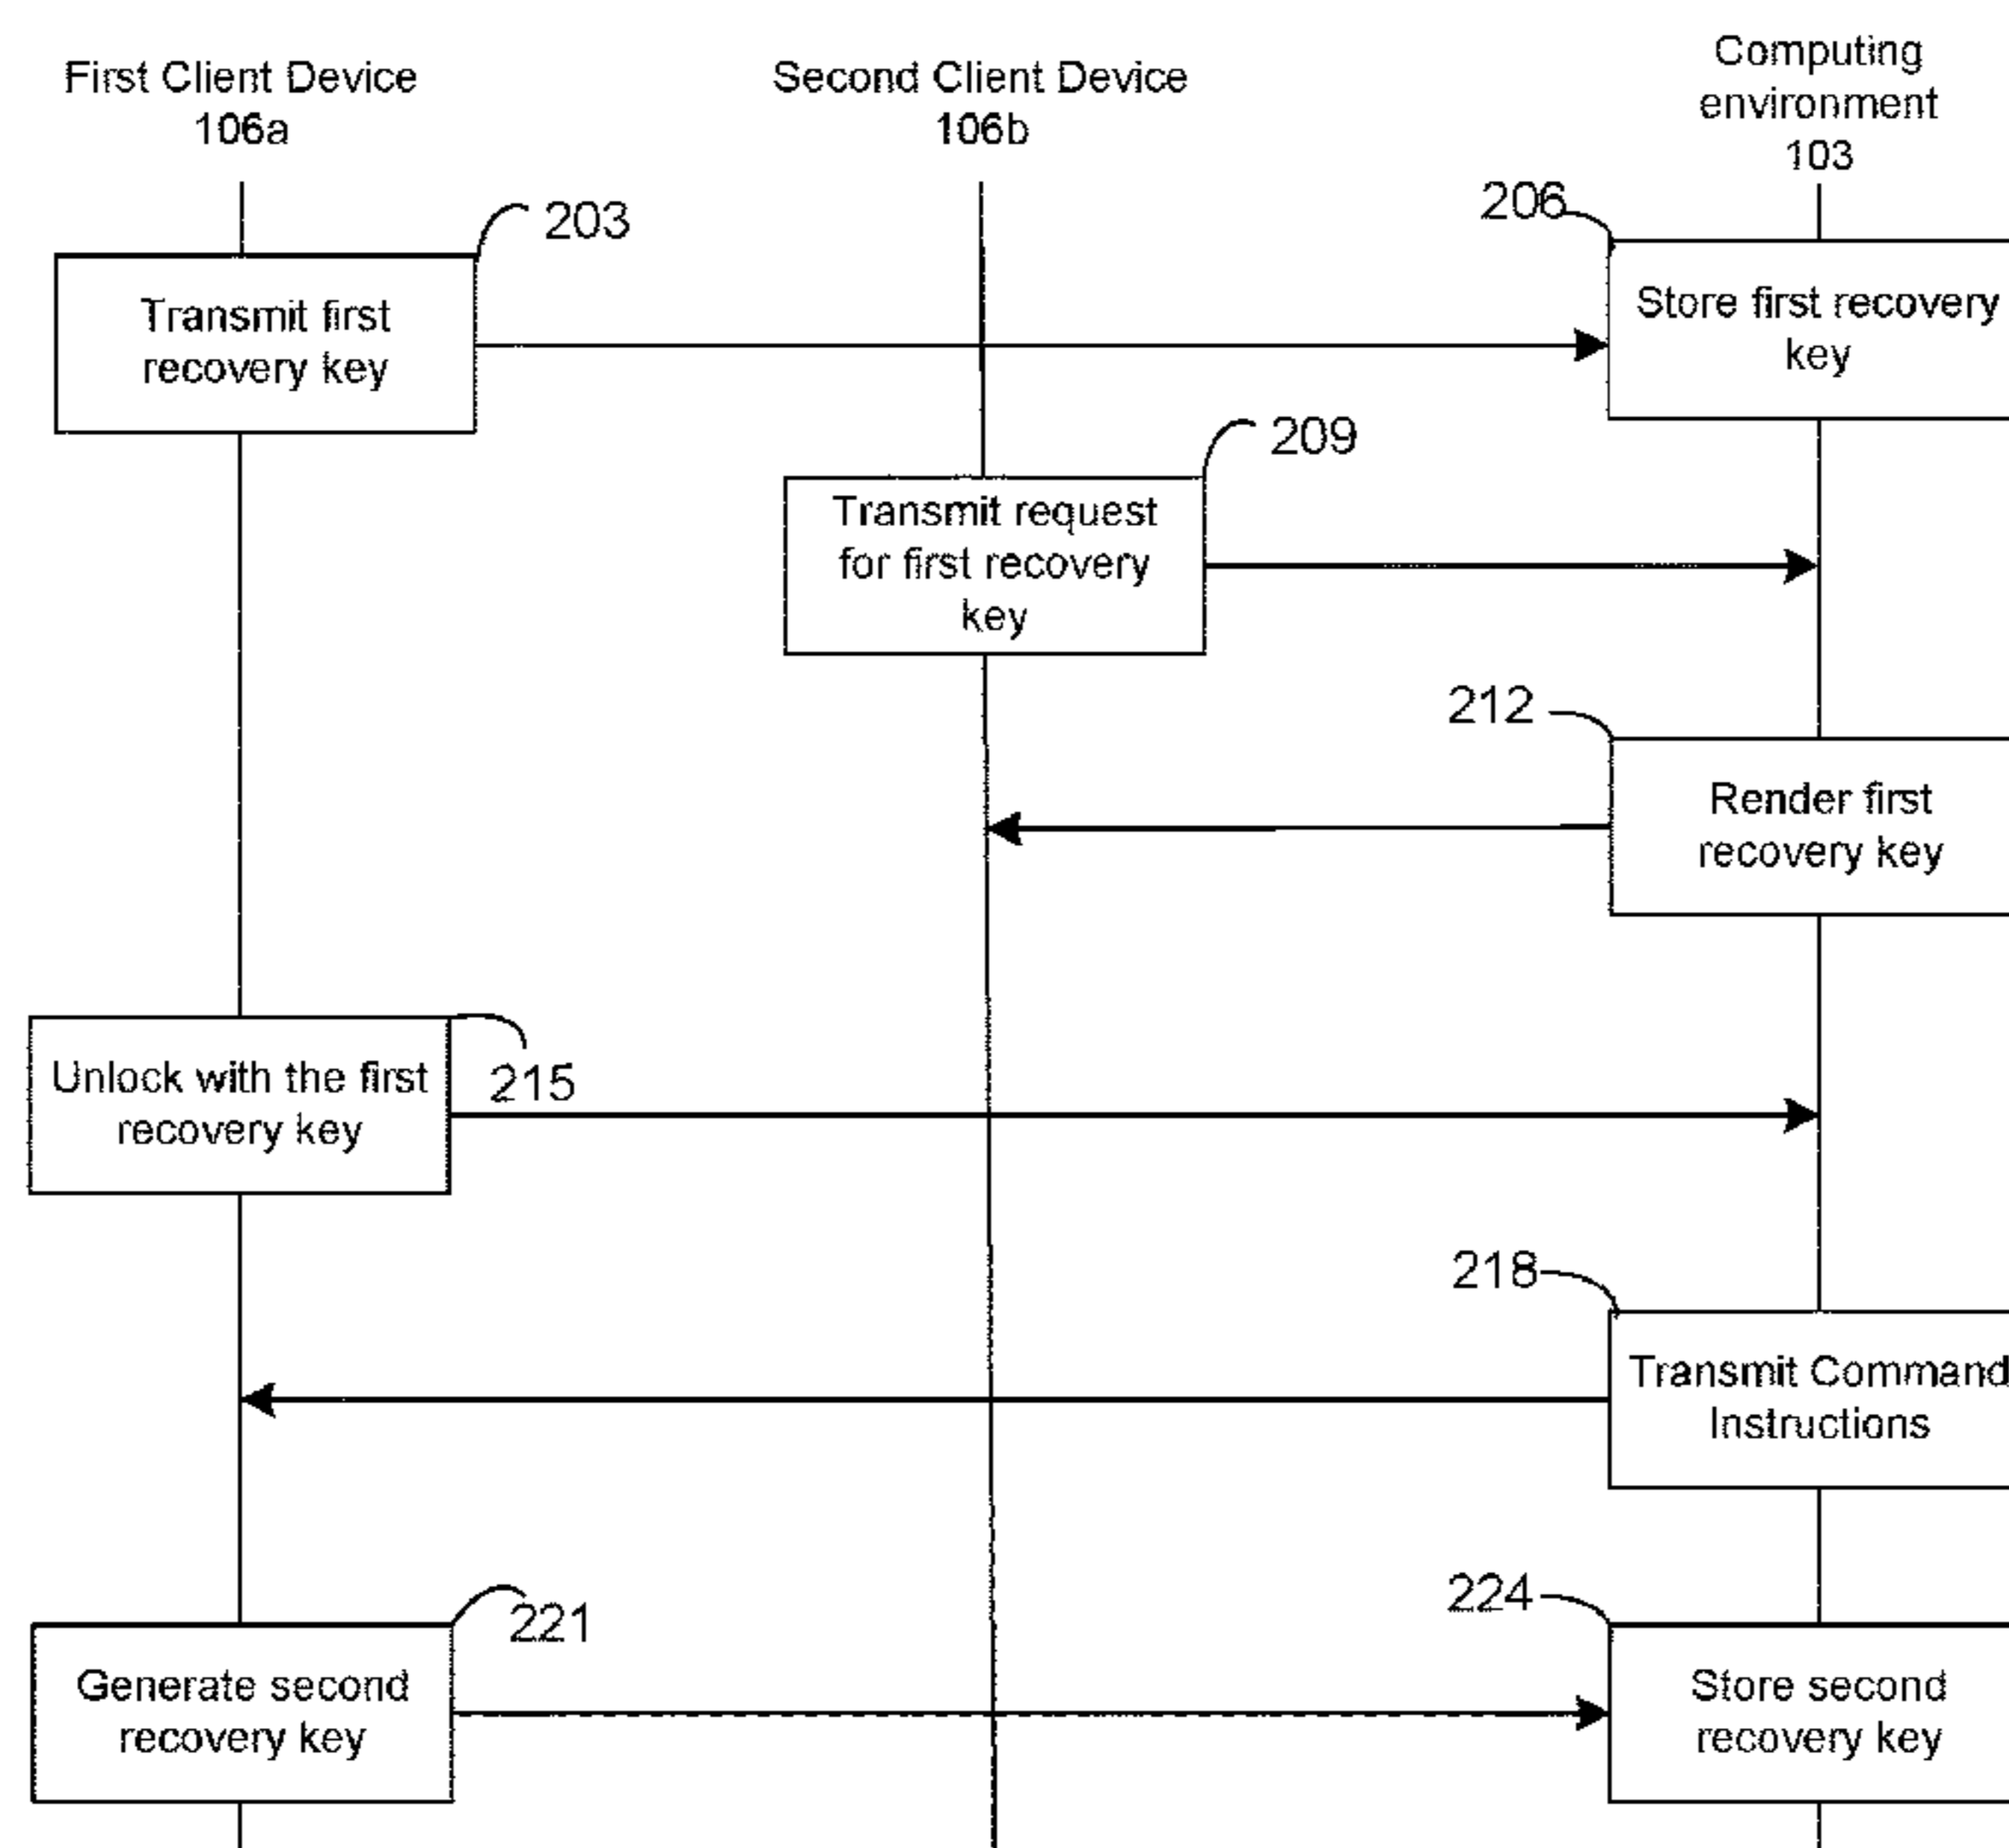 First Client Device
106a
Second Client Device
106b
Computing
environment
103
203
206
Transmit first
recovery key
Store first recovery
key
209
Transmit request
for first recovery
key
212
Render first
recovery key
Unlock with the first
recovery key
215
218
Transmit Command
Instructions
221
224
Generate second
recovery key
Store second
recovery key